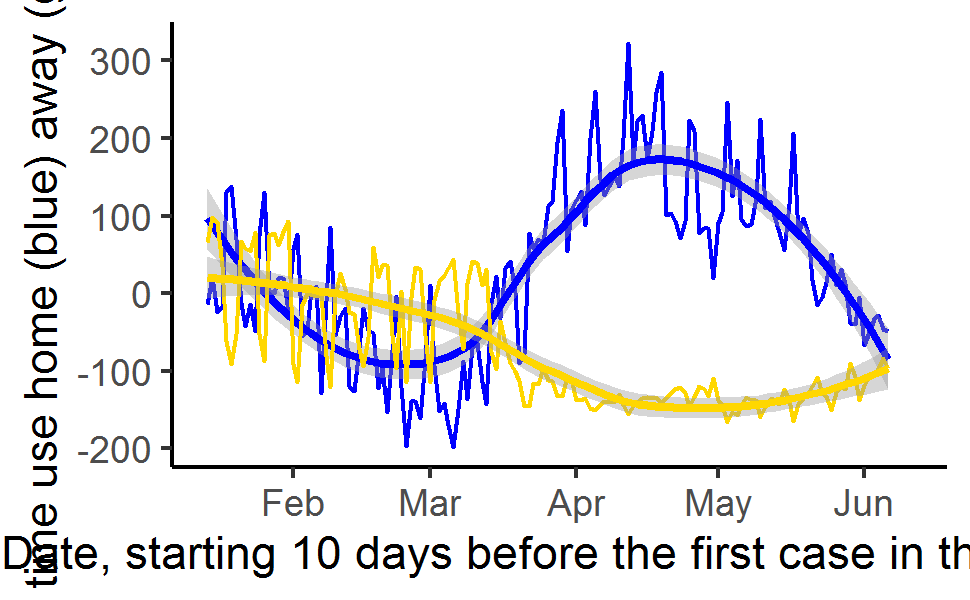 time use home (blue) away (
300
200
100
0
-100
-200
Feb Mar Apr May Jun
Date, starting 10 days before the first case in th